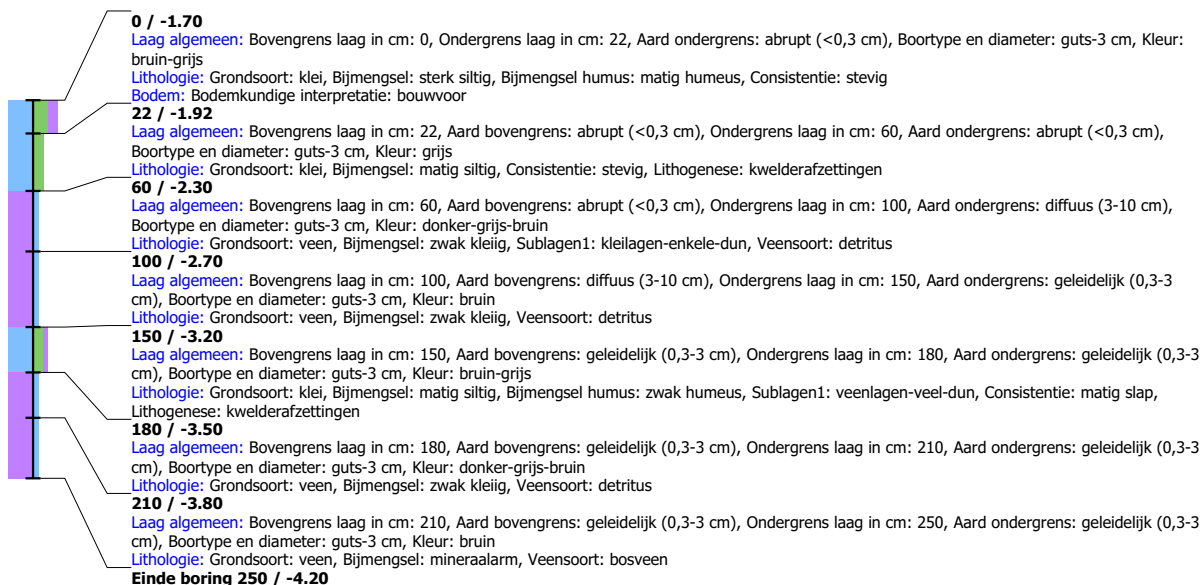 0 / -1.70
Laag algemeen: Bovengrens laag in cm: 0, Ondergrens laag in cm: 22, Aard ondergrens: abrupt (<0,3 cm), Boortype en diameter: guts-3 cm, Kleur:
bruin-grijs
Lithologie: Grondsoort: klei, Bijmengsel: sterk siltig, Bijmengsel humus: matig humeus, Consistentie: stevig
Bodem: Bodemkundige interpretatie: bouwvoor
22 / -1.92
Laag algemeen: Bovengrens laag in cm: 22, Aard bovengrens: abrupt (<0,3 cm), Ondergrens laag in cm: 60, Aard ondergrens: abrupt (<0,3 cm),
Boortype en diameter: guts-3 cm, Kleur: grijs
Lithologie: Grondsoort: klei, Bijmengsel: matig siltig, Consistentie: stevig, Lithogenese: kwelderafzettingen
60 / -2.30
Laag algemeen: Bovengrens laag in cm: 60, Aard bovengrens: abrupt (<0,3 cm), Ondergrens laag in cm: 100, Aard ondergrens: diffuus (3-10 cm),
Boortype en diameter: guts-3 cm, Kleur: donker-grijs-bruin
Lithologie: Grondsoort: veen, Bijmengsel: zwak kleiig, Sublagen1: kleilagen-enkele-dun, Veensoort: detritus
100 / -2.70
Laag algemeen: Bovengrens laag in cm: 100, Aard bovengrens: diffuus (3-10 cm), Ondergrens laag in cm: 150, Aard ondergrens: geleidelijk (0,3-3
cm), Boortype en diameter: guts-3 cm, Kleur: bruin
Lithologie: Grondsoort: veen, Bijmengsel: zwak kleiig, Veensoort: detritus
150 / -3.20
Laag algemeen: Bovengrens laag in cm: 150, Aard bovengrens: geleidelijk (0,3-3 cm), Ondergrens laag in cm: 180, Aard ondergrens: geleidelijk (0,3-3
cm), Boortype en diameter: guts-3 cm, Kleur: bruin-grijs
Lithologie: Grondsoort: klei, Bijmengsel: matig siltig, Bijmengsel humus: zwak humeus, Sublagen1: veenlagen-veel-dun, Consistentie: matig slap,
Lithogenese: kwelderafzettingen
180 / -3.50
Laag algemeen: Bovengrens laag in cm: 180, Aard bovengrens: geleidelijk (0,3-3 cm), Ondergrens laag in cm: 210, Aard ondergrens: geleidelijk (0,3-3
cm), Boortype en diameter: guts-3 cm, Kleur: donker-grijs-bruin
Lithologie: Grondsoort: veen, Bijmengsel: zwak kleiig, Veensoort: detritus
210 / -3.80
Laag algemeen: Bovengrens laag in cm: 210, Aard bovengrens: geleidelijk (0,3-3 cm), Ondergrens laag in cm: 250, Aard ondergrens: geleidelijk (0,3-3
cm), Boortype en diameter: guts-3 cm, Kleur: bruin
Lithologie: Grondsoort: veen, Bijmengsel: mineraalarm, Veensoort: bosveen
Einde boring 250 / -4.20